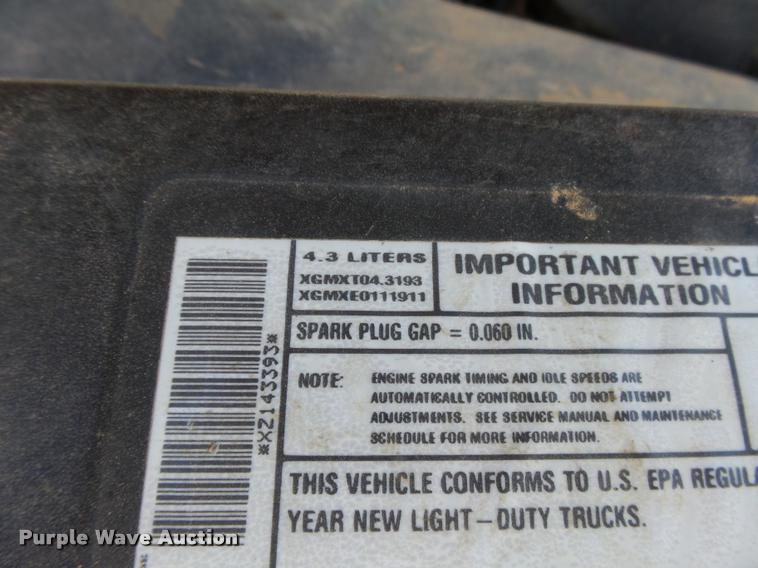 4.3 LITERS
XGMXT04.3193
XGMXE0111911
IMPORTANT VEHICL
INFORMATION
SPARK PLUG GAP = 0.060 IN.
NOTE: ENGINE SPARK TIMING AND IDLE SPEEDS ARE
AUTOMATICALLY CONTROLLED. DO NOT ATTEMPT
ADJUSTMENTS. SEE SERVICE MANUAL AND MAINTENANCE
SCHEDULE FOR MORE INFORMATION.
THIS VEHICLE CONFORMS TO U.S. EPA REGULA
YEAR NEW LIGHT-DUTY TRUCKS.
*XZ143393*
Purple Wave Auction